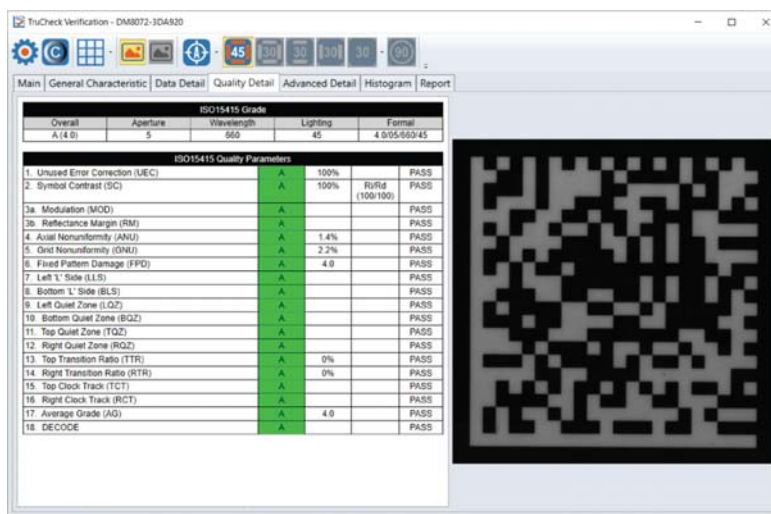 TruCheck Verification - DM8072-3DA920
45 30 30 30 30 90
Main General Characteristic Data Detail Quality Detail Advanced Detail Histogram Report
ISO15415 Grade
Overall Aperture Wavelength Lighting Formal
A (4.0) 5 660 45 4.0/05/660/45
ISO15415 Quality Parameters
1. Unused Error Correction (UEC) A 100% PASS
2. Symbol Contrast (SC) A 100% Rl/Rd PASS
(100/100)
3a. Modulation (MOD) A PASS
3b. Reflectance Margin (RM) A PASS
4. Axial Nonuniformity (ANU) A 1.4% PASS
5. Grid Nonuniformity (GNU) A 2.2% PASS
6. Fixed Pattern Damage (FPD) A 4.0 PASS
7. Left 'L' Side (LLS) A PASS
8. Bottom 'L' Side (BLS) A PASS
9. Left Quiet Zone (LQZ) A PASS
10. Bottom Quiet Zone (BQZ) A PASS
11. Top Quiet Zone (TQZ) A PASS
12. Right Quiet Zone (RQZ) A PASS
13. Top Transition Ratio (TTR) A 0% PASS
14. Right Transition Ratio (RTR) A 0% PASS
15. Top Clock Track (TCT) A PASS
16. Right Clock Track (RCT) A PASS
17. Average Grade (AG) A 4.0 PASS
18. DECODE A PASS